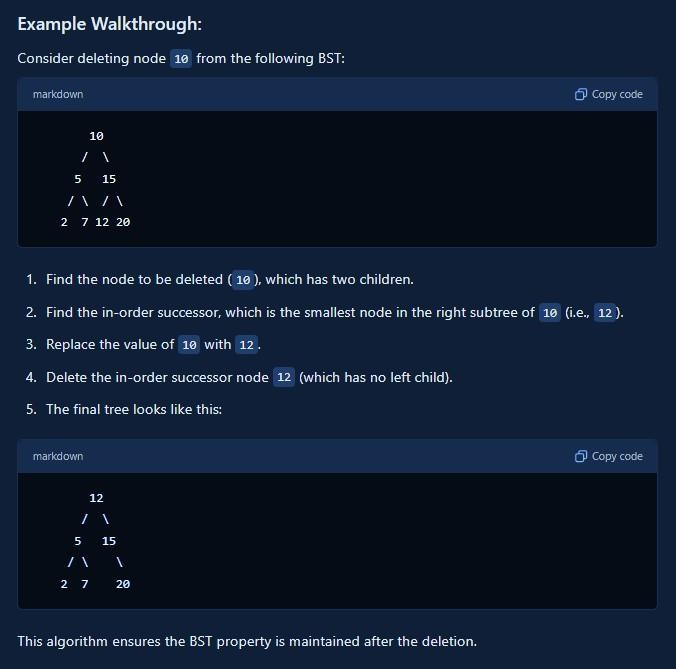 Example Walkthrough:
Consider deleting node 10 from the following BST:
markdown Copy code
10
/ \
5 15
/ \ / \
2 7 12 20
1. Find the node to be deleted ( 10 ), which has two children.
2. Find the in-order successor, which is the smallest node in the right subtree of 10 (i.e., 12 ).
3. Replace the value of 10 with 12 .
4. Delete the in-order successor node 12 (which has no left child).
5. The final tree looks like this:
markdown Copy code
12
/ \
5 15
/ \ \
2 7 20
This algorithm ensures the BST property is maintained after the deletion.